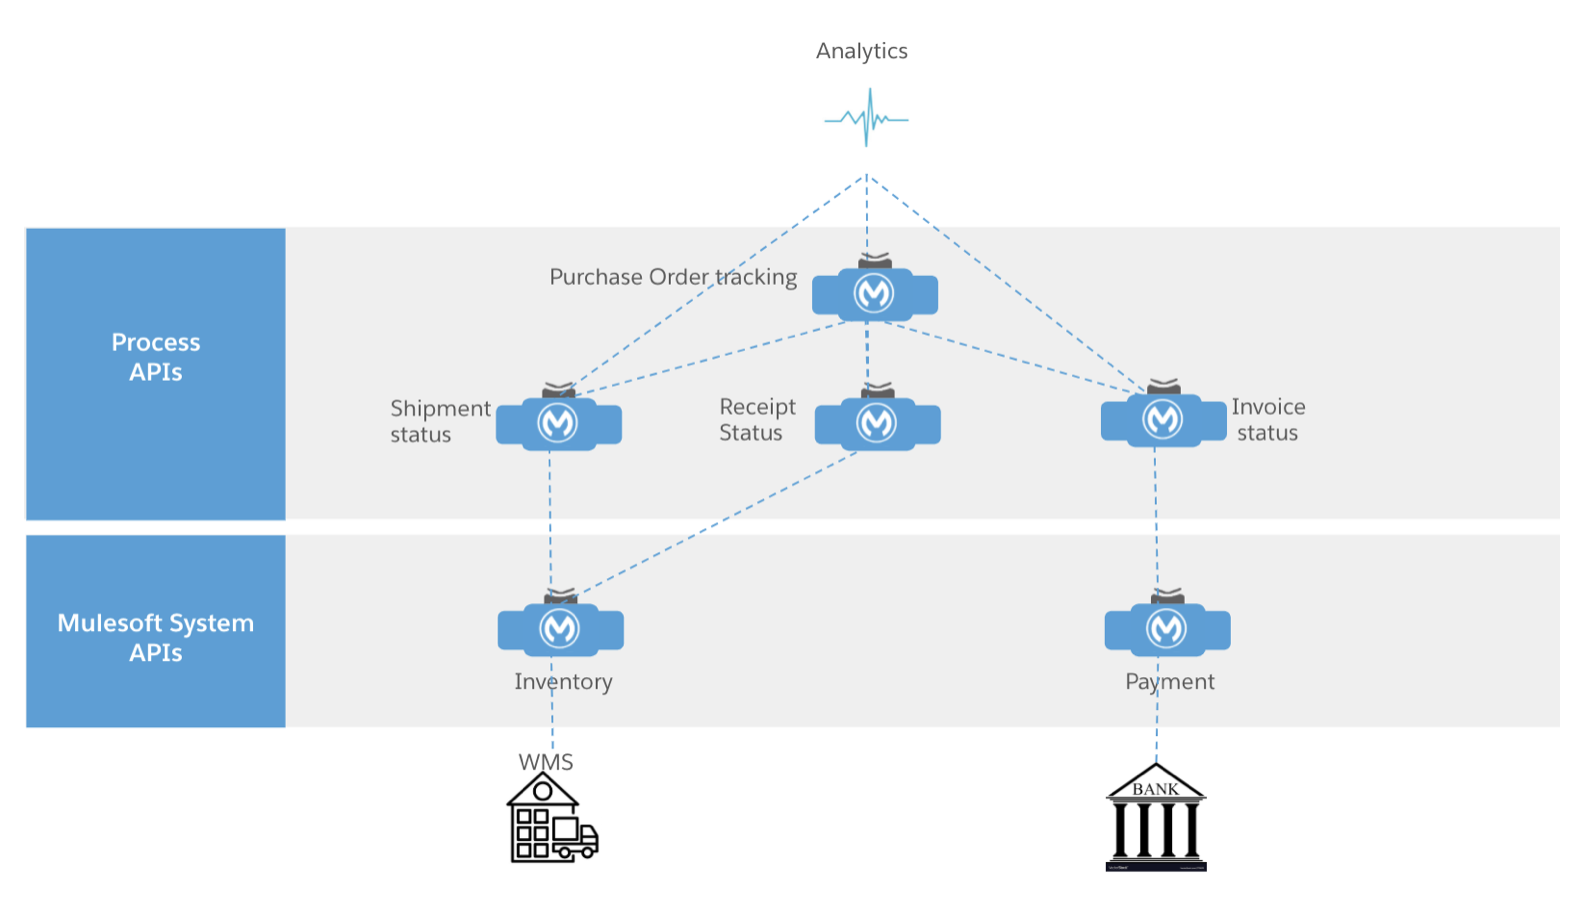 Analytics
Purchase Order tracking
Process
APIs
Shipment
status
Receipt
Status
Invoice
status
Mulesoft System
APIs
Inventory
Payment
WMS
BANK